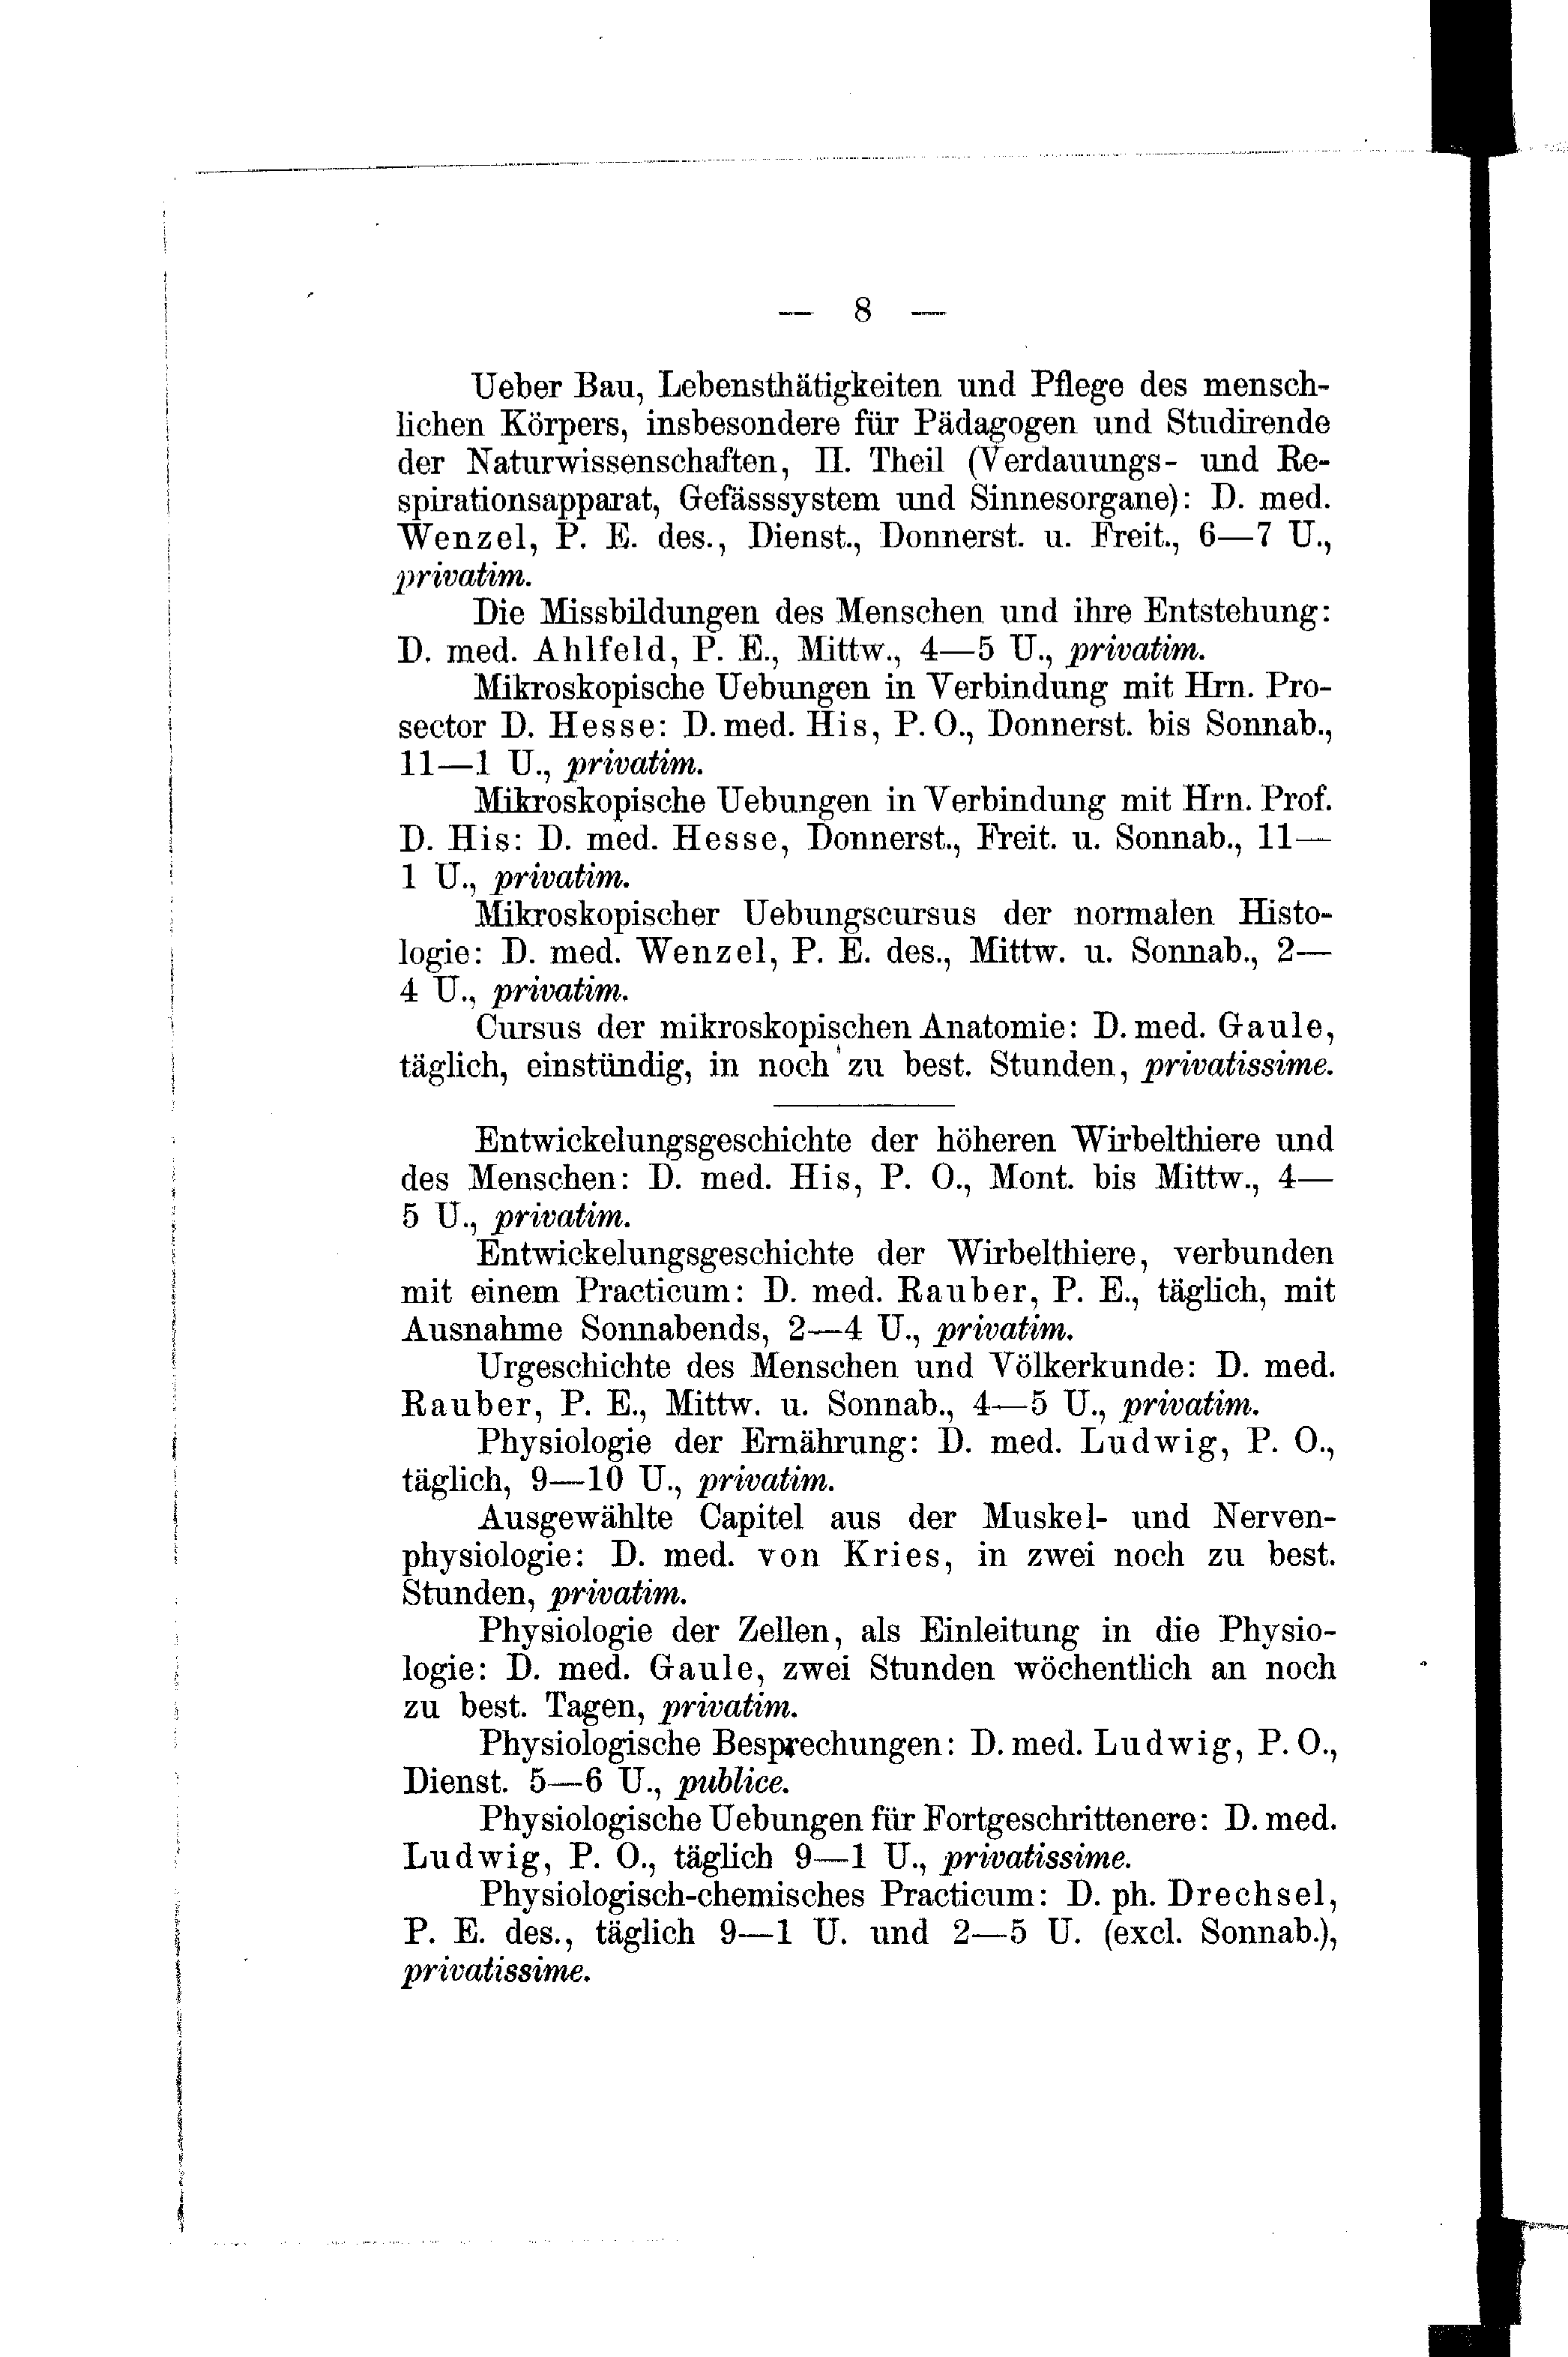 — 8 —
Ueber Bau, Lebensthätigkeiten und Pflege des mensch-
lichen Körpers, insbesondere für Pädagogen und Studirende
der Naturwissenschaften, II. Theil (Verdauungs- und Re-
spirationsapparat, Gefässsystem und Sinnesorgane): D. med.
Wenzel, P. E. des., Dienst., Donnerst. u. Freit., 6—7 U.,
privatim.
Die Missbildungen des Menschen und ihre Entstehung:
D. med. Ahlfeld, P. E., Mittw., 4—5 U., privatim.
Mikroskopische Uebungen in Verbindung mit Hrn. Pro-
sector D. Hesse: D. med. His, P. O., Donnerst. bis Sonnab.,
11—1 U., privatim.
Mikroskopische Uebungen in Verbindung mit Hrn. Prof.
D. His: D. med. Hesse, Donnerst., Freit. u. Sonnab., 11—
1 U., privatim.
Mikroskopischer Uebungscursus der normalen Histo-
logie: D. med. Wenzel, P. E. des., Mittw. u. Sonnab., 2—
4 U., privatim.
Cursus der mikroskopischen Anatomie: D. med. Gaule,
täglich, einstündig, in noch zu best. Stunden, privatissime.
Entwickelungsgeschichte der höheren Wirbelthiere und
des Menschen: D. med. His, P. O., Mont. bis Mittw., 4—
5 U., privatim.
Entwickelungsgeschichte der Wirbelthiere, verbunden
mit einem Practicum: D. med. Rauber, P. E., täglich, mit
Ausnahme Sonnabends, 2—4 U., privatim.
Urgeschichte des Menschen und Völkerkunde: D. med.
Rauber, P. E., Mittw. u. Sonnab., 4—5 U., privatim.
Physiologie der Ernährung: D. med. Ludwig, P. O.,
täglich, 9—10 U., privatim.
Ausgewählte Capitel aus der Muskel- und Nerven-
physiologie: D. med. von Kries, in zwei noch zu best.
Stunden, privatim.
Physiologie der Zellen, als Einleitung in die Physio-
logie: D. med. Gaule, zwei Stunden wöchentlich an noch
zu best. Tagen, privatim.
Physiologische Besprechungen: D. med. Ludwig, P. O.,
Dienst. 5—6 U., publice.
Physiologische Uebungen für Fortgeschrittenere: D. med.
Ludwig, P. O., täglich 9—1 U., privatissime.
Physiologisch-chemisches Practicum: D. ph. Drechsel,
P. E. des., täglich 9—1 U. und 2—5 U. (excl. Sonnab.),
privatissime.